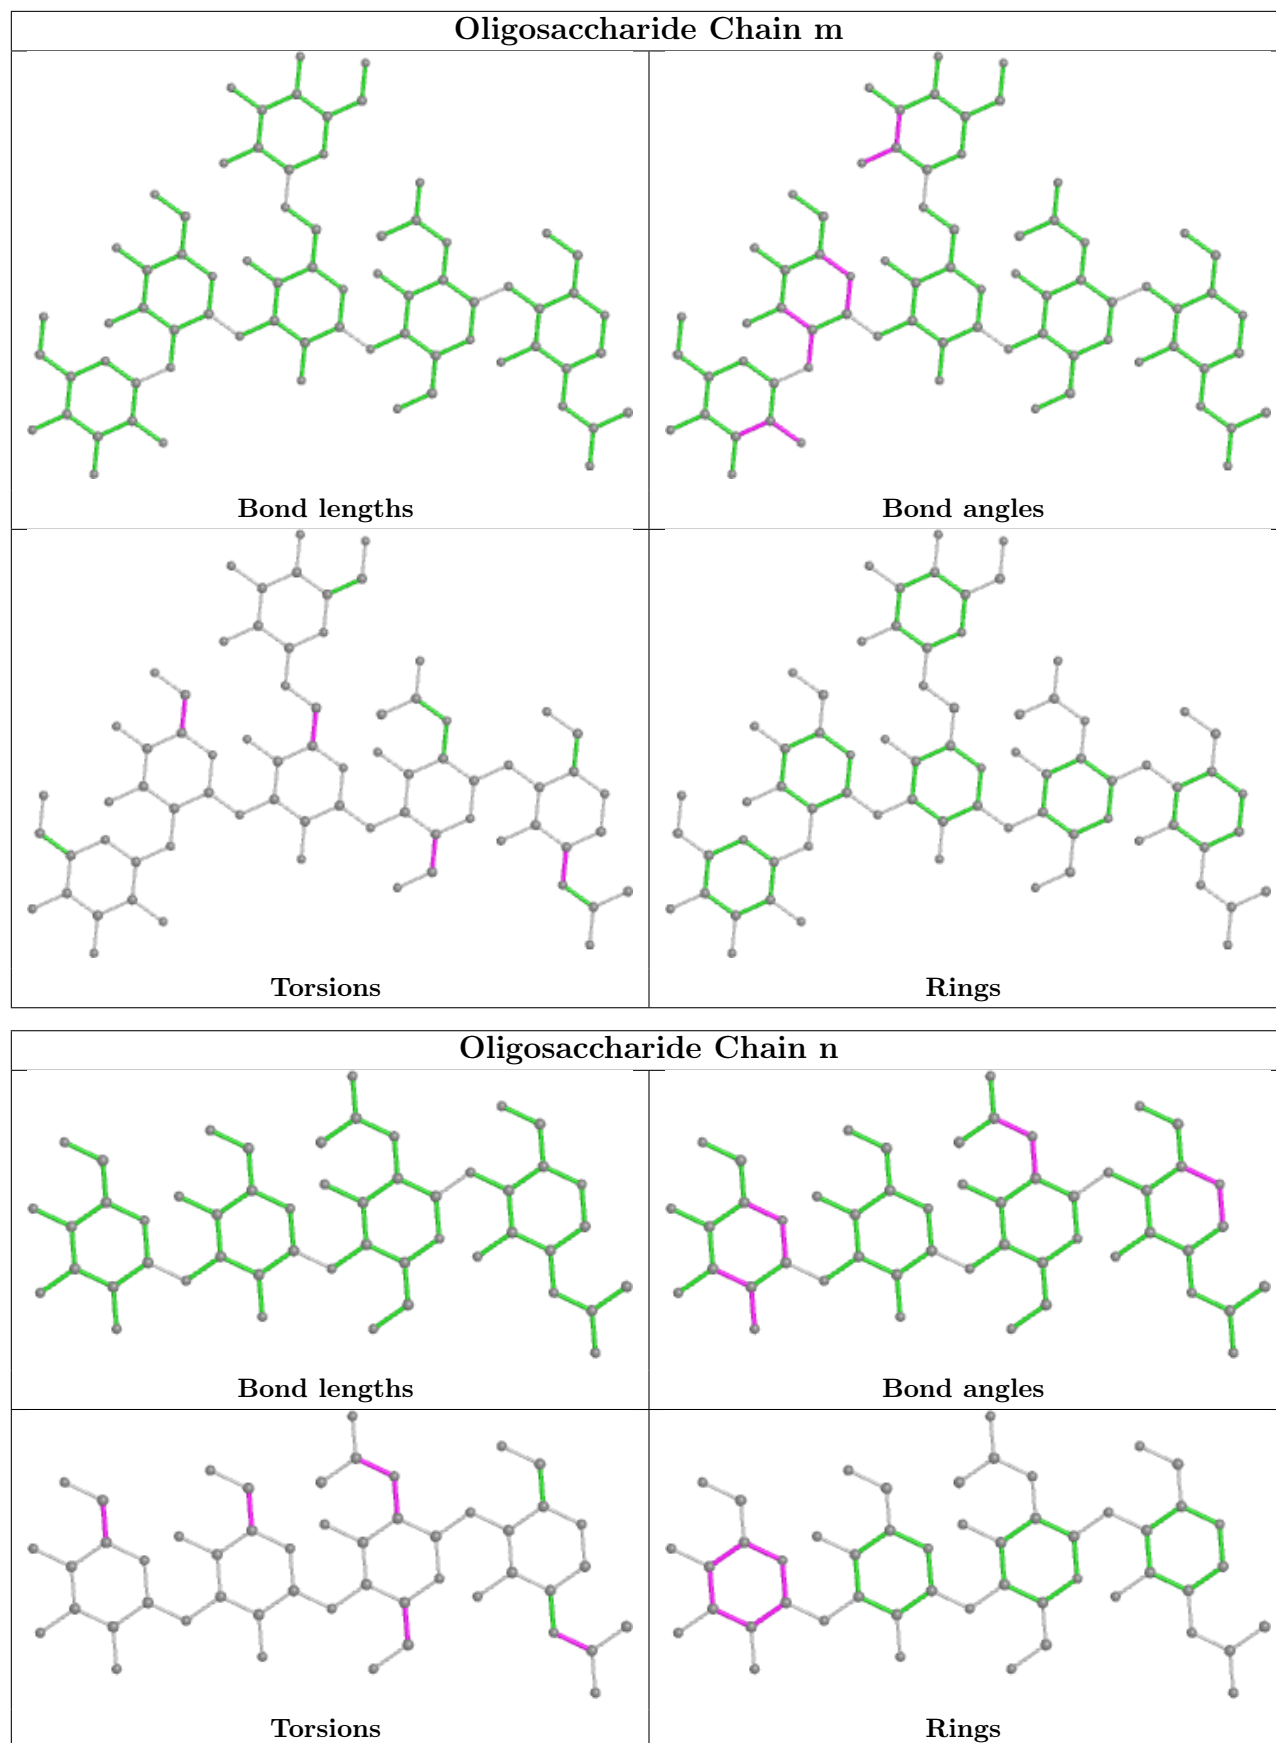 Oligosaccharide Chain m
Bond lengths
Bond angles
Torsions
Rings
Oligosaccharide Chain n
Bond lengths
Bond angles
Torsions
Rings